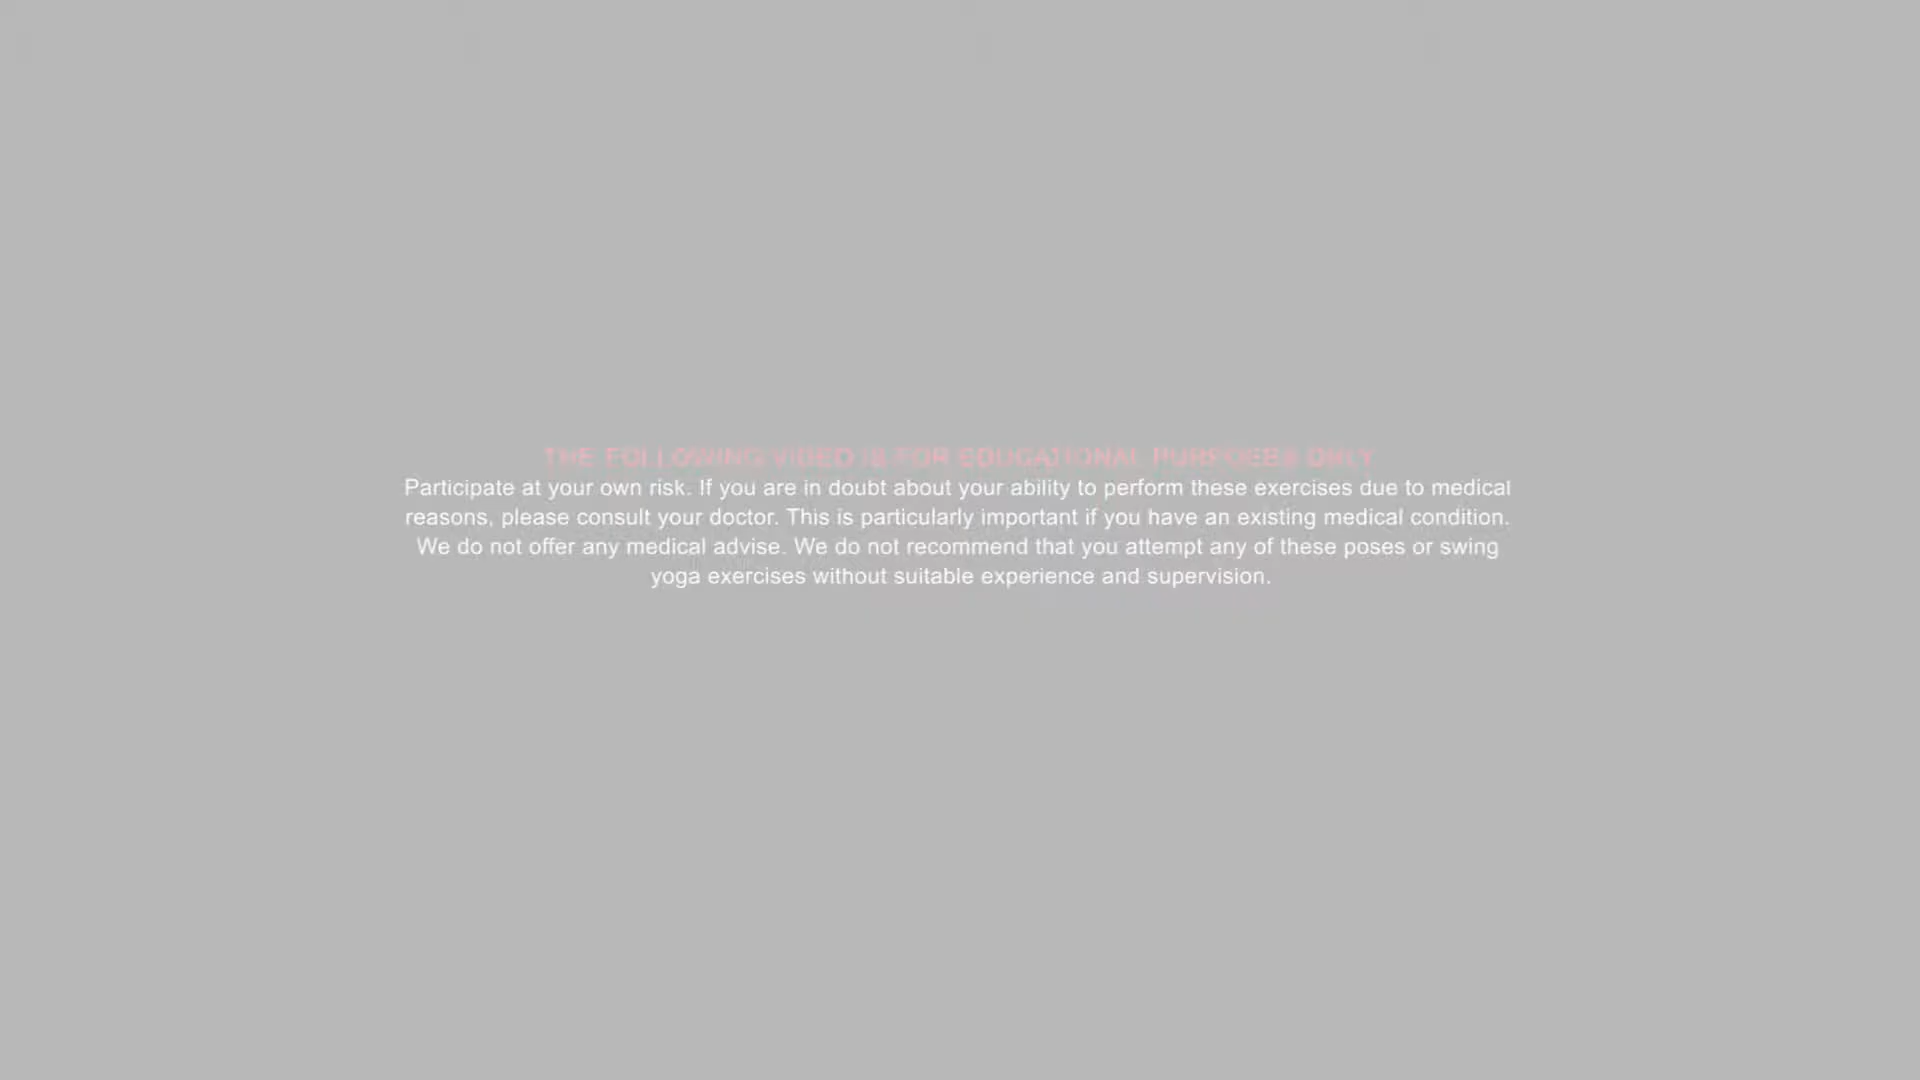 THE FOLLOWING VIDEO IS FOR EDUCATIONAL PURPOSES ONLY
Participate at your own risk. If you are in doubt about your ability to perform these exercises due to medical
reasons, please consult your doctor. This is particularly important if you have an existing medical condition.
We do not offer any medical advise. We do not recommend that you attempt any of these poses or swing
yoga exercises without suitable experience and supervision.